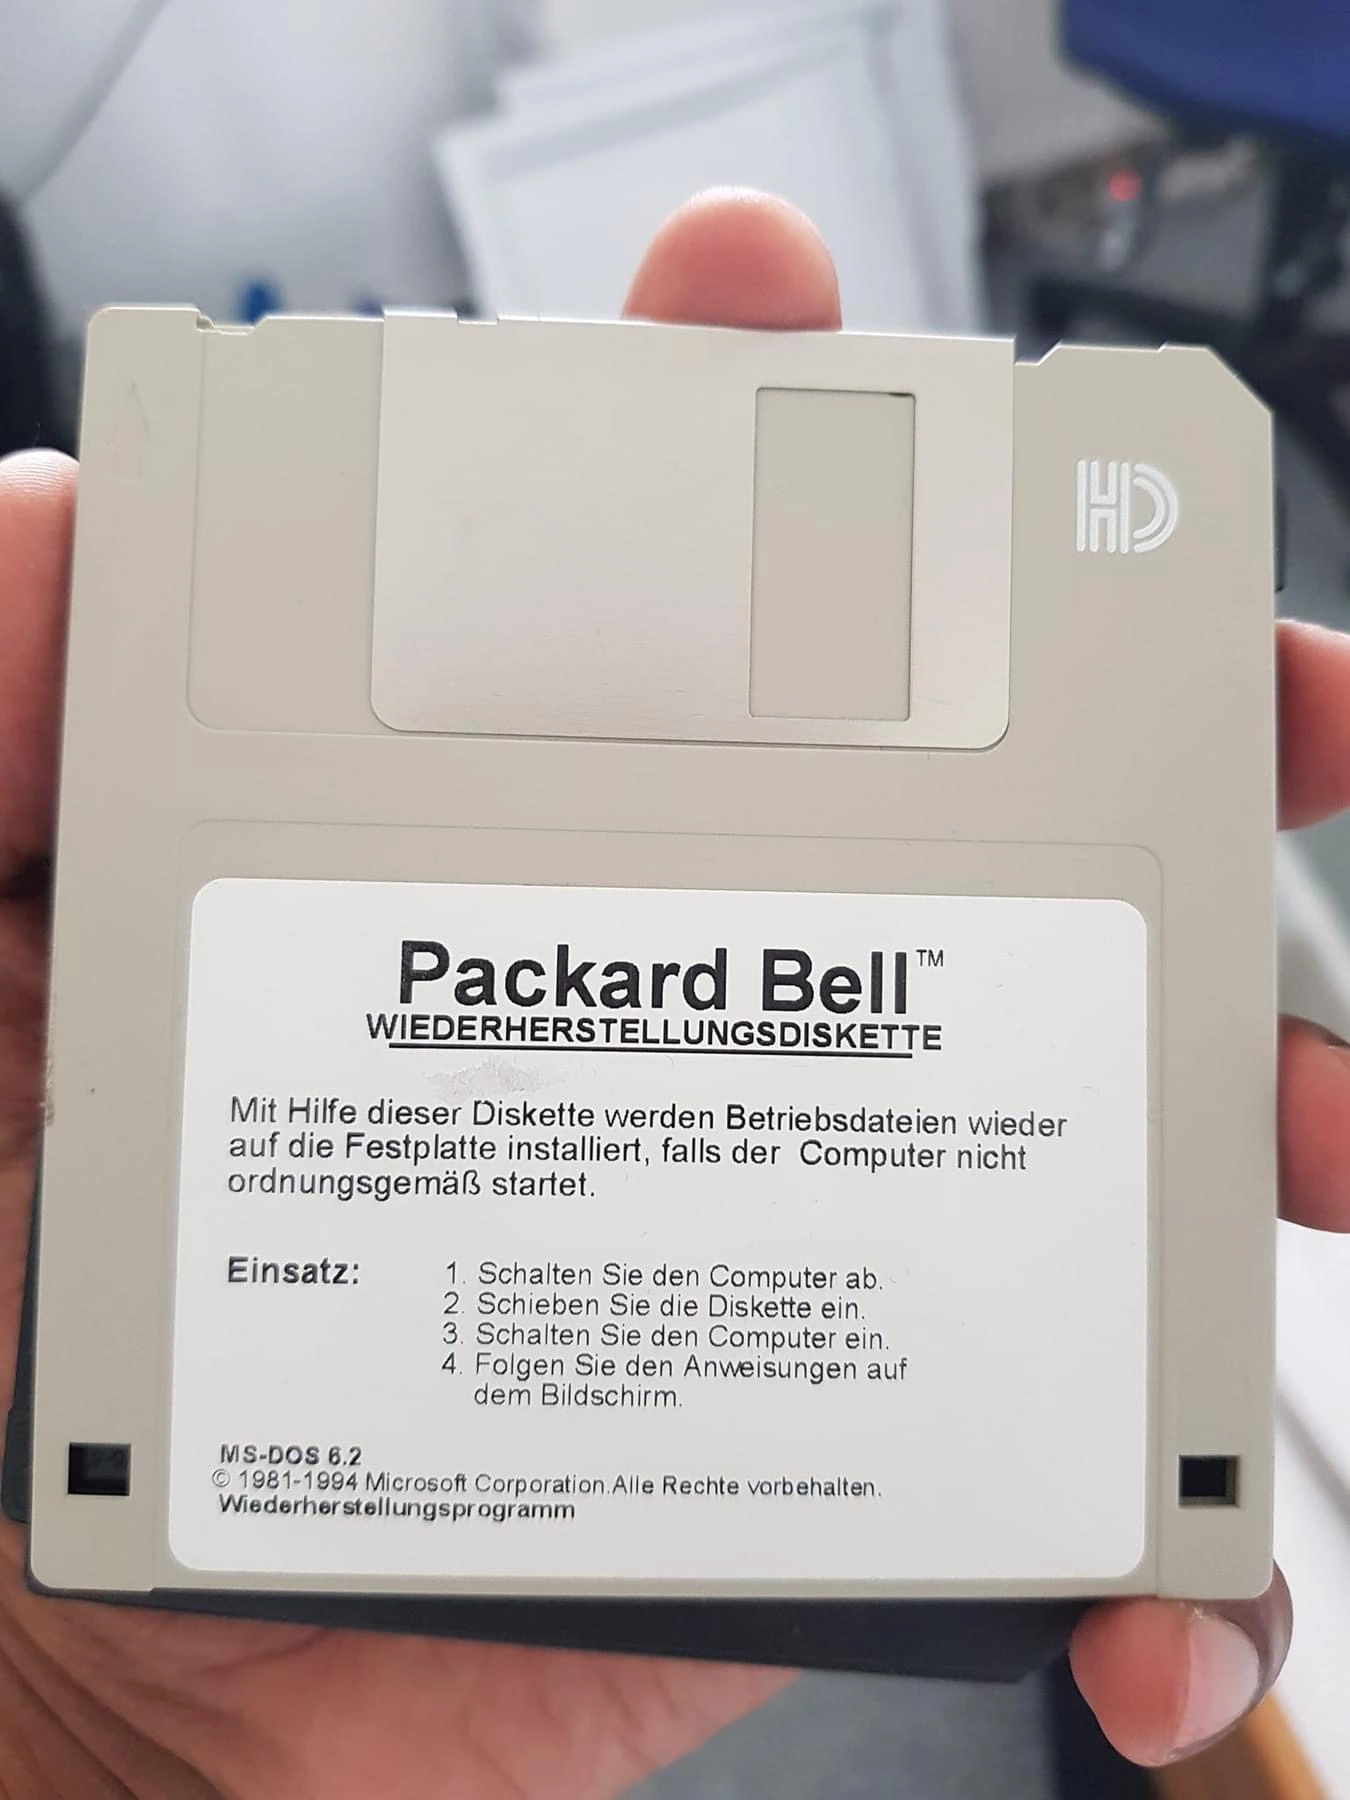 HD
Packard Bell™
WIEDERHERSTELLUNGSDISKETTE
Mit Hilfe dieser Diskette werden Betriebsdateien wieder
auf die Festplatte installiert, falls der Computer nicht
ordnungsgemäß startet.
Einsatz: 1. Schalten Sie den Computer ab.
2. Schieben Sie die Diskette ein.
3. Schalten Sie den Computer ein.
4. Folgen Sie den Anweisungen auf
dem Bildschirm.
MS-DOS 6.2
© 1981-1994 Microsoft Corporation.Alle Rechte vorbehalten.
Wiederherstellungsprogramm